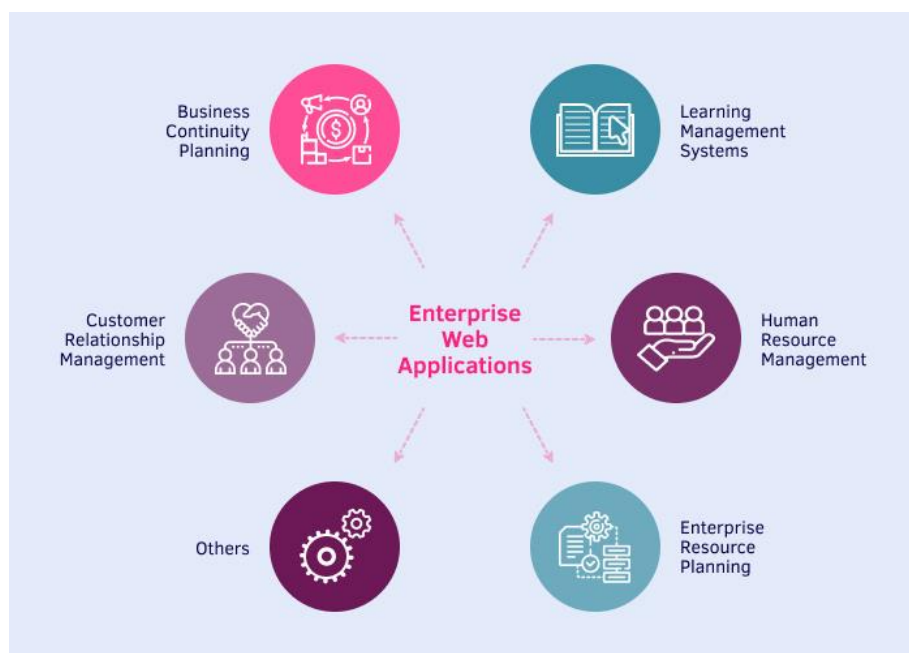 Business
Continuity
Planning
Learning
Management
Systems
Customer
Relationship
Management
Enterprise
Web
Applications
Human
Resource
Management
Others
Enterprise
Resource
Planning
$